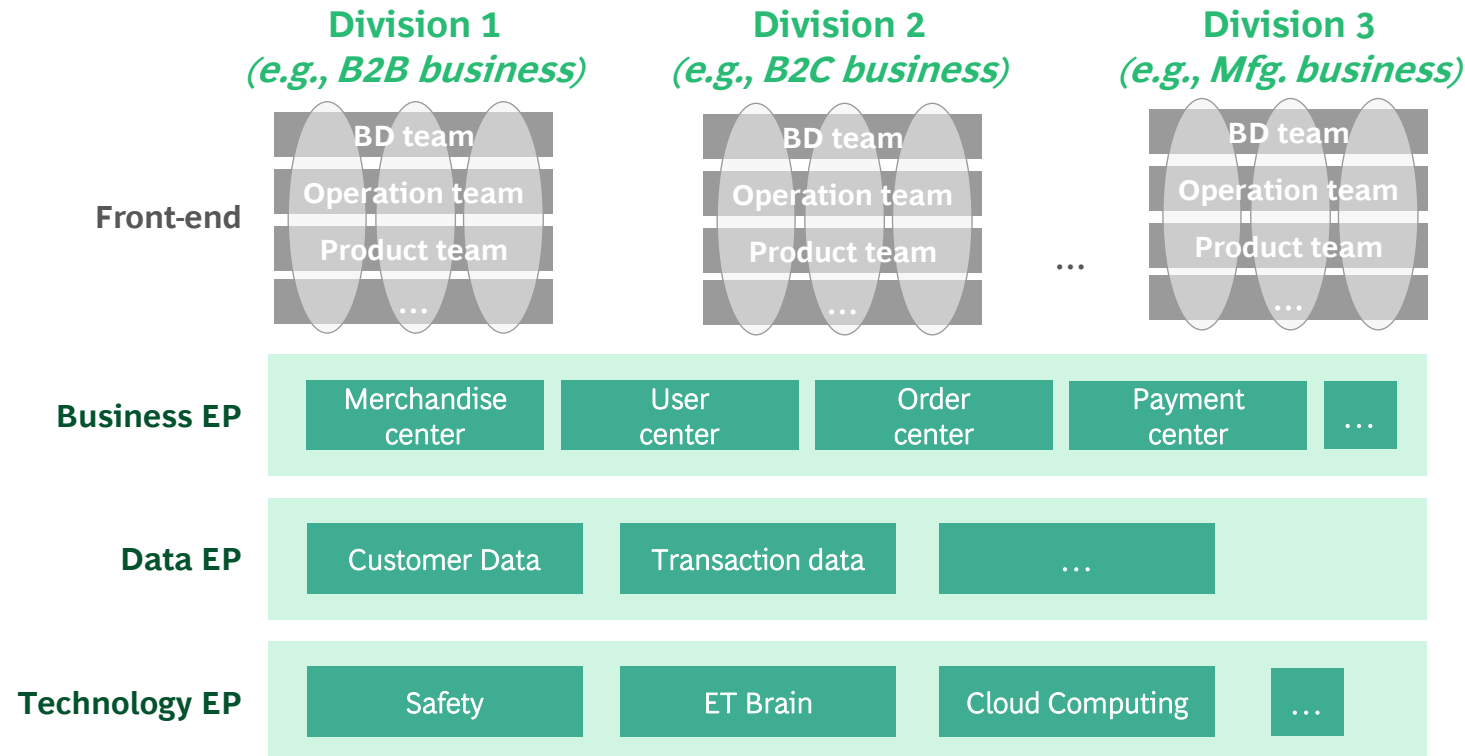 Division 1
(e.g., B2B business)
Division 2
(e.g., B2C business)
Division 3
(e.g., Mfg. business)
Front-end
BD team
Operation team
Product team
...
BD team
Operation team
Product team
...
...
BD team
Operation team
Product team
...
Business EP
Merchandise
center
User
center
Order
center
Payment
center
...
Data EP
Customer Data
Transaction data
...
Technology EP
Safety
ET Brain
Cloud Computing
...